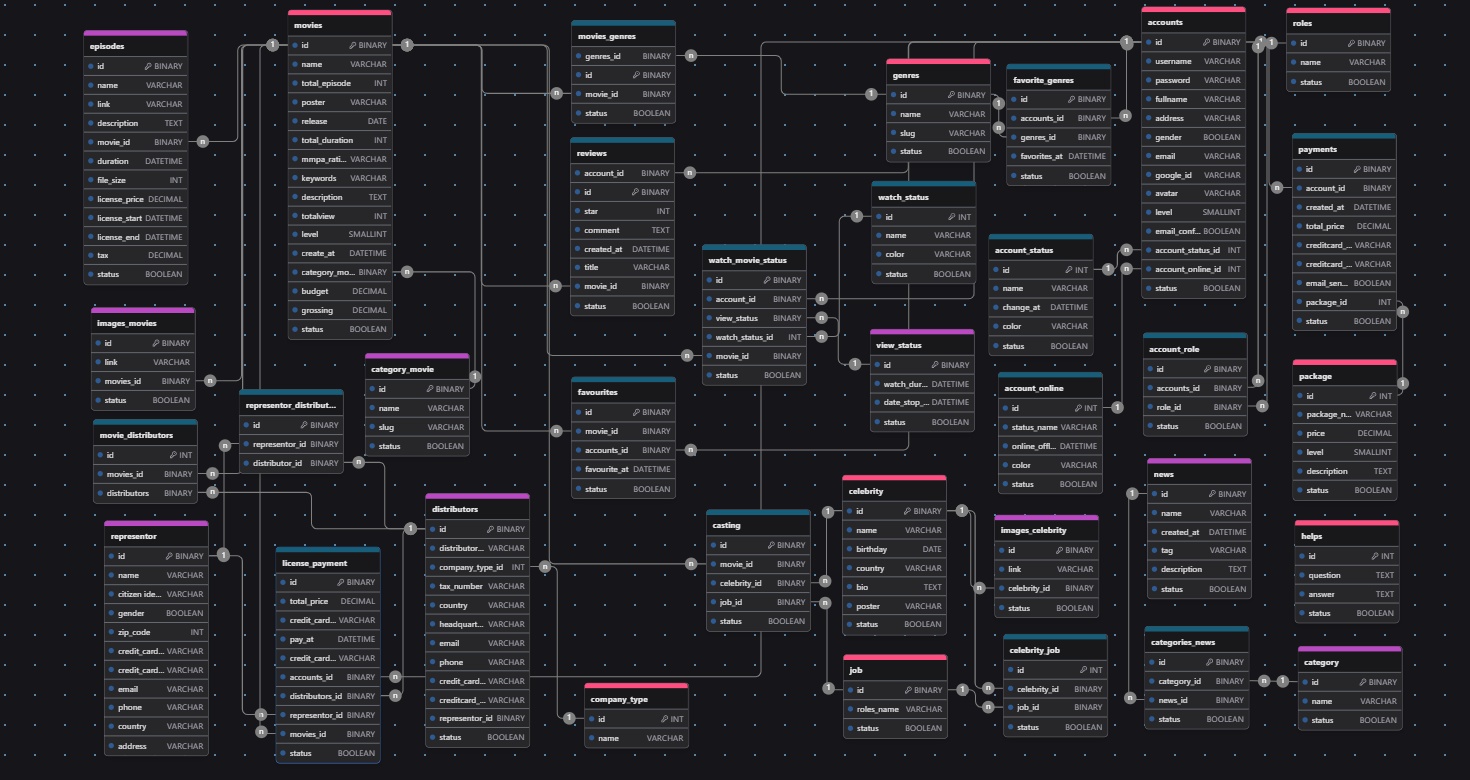 episodes
id BINARY
name VARCHAR
link VARCHAR
description TEXT
movie_id BINARY
duration DATETIME
file_size INT
license_price DECIMAL
license_start DATETIME
license_end DATETIME
tax DECIMAL
status BOOLEAN
images_movies
id BINARY
link VARCHAR
movies_id BINARY
status BOOLEAN
movie_distributors
id INT
movies_id BINARY
distributors BINARY
representor
id BINARY
name VARCHAR
citizen ide... VARCHAR
gender BOOLEAN
zip_code INT
credit_card... VARCHAR
credit_card... VARCHAR
email VARCHAR
phone VARCHAR
country VARCHAR
address VARCHAR
movies
id BINARY
name VARCHAR
total_episode INT
poster VARCHAR
release DATE
total_duration INT
mmpa_rati... VARCHAR
keywords VARCHAR
description TEXT
totalview INT
level SMALLINT
create_at DATETIME
category_mo... BINARY
budget DECIMAL
grossing DECIMAL
status BOOLEAN
representor_distribut...
id BINARY
representor_id BINARY
distributor_id BINARY
category_movie
id BINARY
name VARCHAR
slug VARCHAR
status BOOLEAN
license_payment
id BINARY
total_price DECIMAL
credit_card... VARCHAR
pay_at DATETIME
credit_card... VARCHAR
accounts_id BINARY
distributors_id BINARY
representor_id BINARY
movies_id BINARY
status BOOLEAN
distributors
id BINARY
distributor... VARCHAR
company_type_id INT
tax_number VARCHAR
country VARCHAR
headquart... VARCHAR
email VARCHAR
phone VARCHAR
credit_card... VARCHAR
creditcard_... VARCHAR
representor_id BINARY
status BOOLEAN
movies_genres
genres_id BINARY
id BINARY
movie_id BINARY
status BOOLEAN
reviews
account_id BINARY
id BINARY
star INT
comment TEXT
created_at DATETIME
title VARCHAR
movie_id BINARY
status BOOLEAN
favourites
id BINARY
movie_id BINARY
accounts_id BINARY
favourite_at DATETIME
status BOOLEAN
company_type
id INT
name VARCHAR
watch_movie_status
id BINARY
account_id BINARY
view_status BINARY
watch_status_id INT
movie_id BINARY
status BOOLEAN
casting
id BINARY
movie_id BINARY
celebrity_id BINARY
job_id BINARY
status BOOLEAN
genres
id BINARY
name VARCHAR
slug VARCHAR
status BOOLEAN
watch_status
id INT
name VARCHAR
color VARCHAR
status BOOLEAN
view_status
id BINARY
watch_dur... DATETIME
date_stop_... DATETIME
status BOOLEAN
celebrity
id BINARY
name VARCHAR
birthday DATE
country VARCHAR
bio TEXT
poster VARCHAR
status BOOLEAN
job
id BINARY
roles_name VARCHAR
status BOOLEAN
favorite_genres
id BINARY
accounts_id BINARY
genres_id BINARY
favorites_at DATETIME
status BOOLEAN
account_status
id INT
name VARCHAR
change_at DATETIME
color VARCHAR
status BOOLEAN
account_online
id INT
status_name VARCHAR
online_offl... DATETIME
color VARCHAR
status BOOLEAN
images_celebrity
id BINARY
link VARCHAR
celebrity_id BINARY
status BOOLEAN
celebrity_job
id INT
celebrity_id BINARY
job_id BINARY
status BOOLEAN
accounts
id BINARY
username VARCHAR
password VARCHAR
fullname VARCHAR
address VARCHAR
gender BOOLEAN
email VARCHAR
google_id VARCHAR
avatar VARCHAR
level SMALLINT
email_conf... BOOLEAN
account_status_id INT
account_online_id INT
status BOOLEAN
account_role
id BINARY
accounts_id BINARY
role_id BINARY
status BOOLEAN
news
id BINARY
name VARCHAR
created_at DATETIME
tag VARCHAR
description TEXT
status BOOLEAN
categories_news
id BINARY
category_id BINARY
news_id BINARY
status BOOLEAN
roles
id BINARY
name VARCHAR
status BOOLEAN
payments
id BINARY
account_id BINARY
created_at DATETIME
total_price DECIMAL
creditcard_... VARCHAR
creditcard_... VARCHAR
email_sen... BOOLEAN
package_id INT
status BOOLEAN
package
id INT
package_n... VARCHAR
price DECIMAL
level SMALLINT
description TEXT
status BOOLEAN
helps
id INT
question TEXT
answer TEXT
status BOOLEAN
category
id BINARY
name VARCHAR
status BOOLEAN